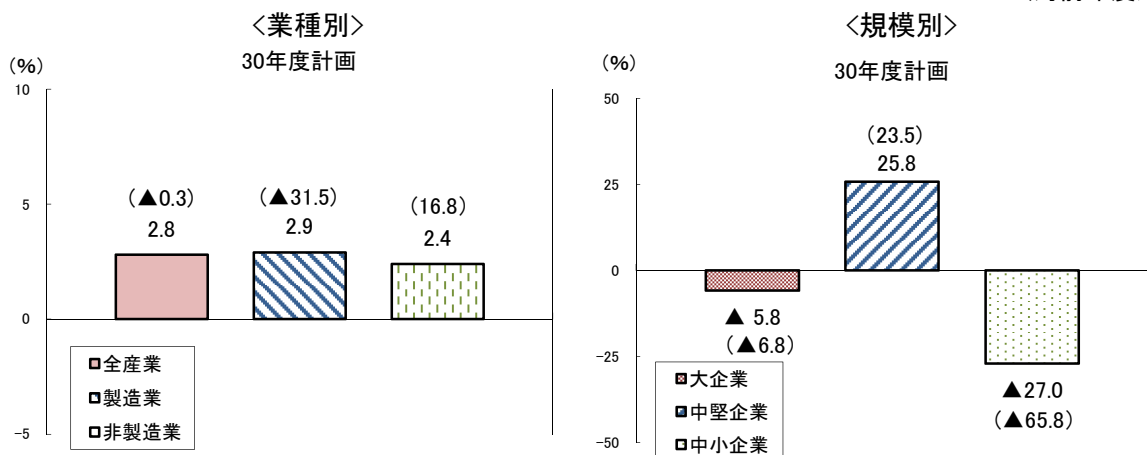 <業種別>
30年度計画
(%)
10
5
0
-5
(▲0.3)
2.8
(▲31.5)
2.9
(16.8)
2.4
全産業
製造業
非製造業
<規模別>
30年度計画
(%)
50
25
0
-25
-50
(23.5)
25.8
▲ 5.8
(▲6.8)
▲27.0
(▲65.8)
大企業
中堅企業
中小企業